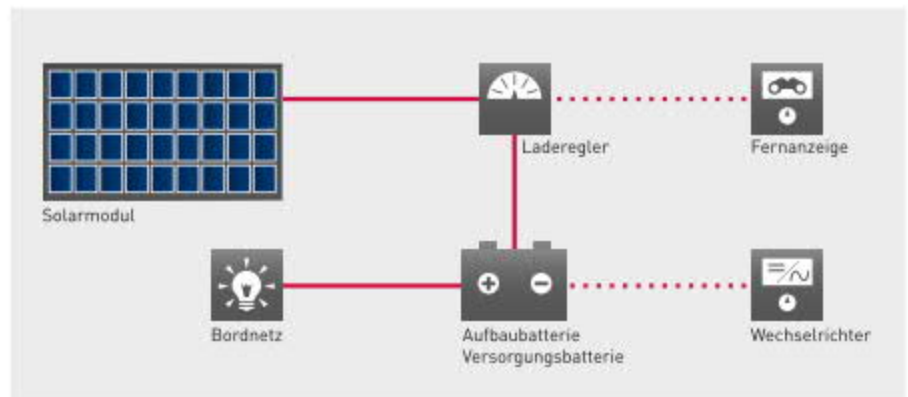 Solarmodul
Laderegler
Fernanzeige
Bordnetz
Aufbaubatterie
Versorgungsbatterie
Wechselrichter